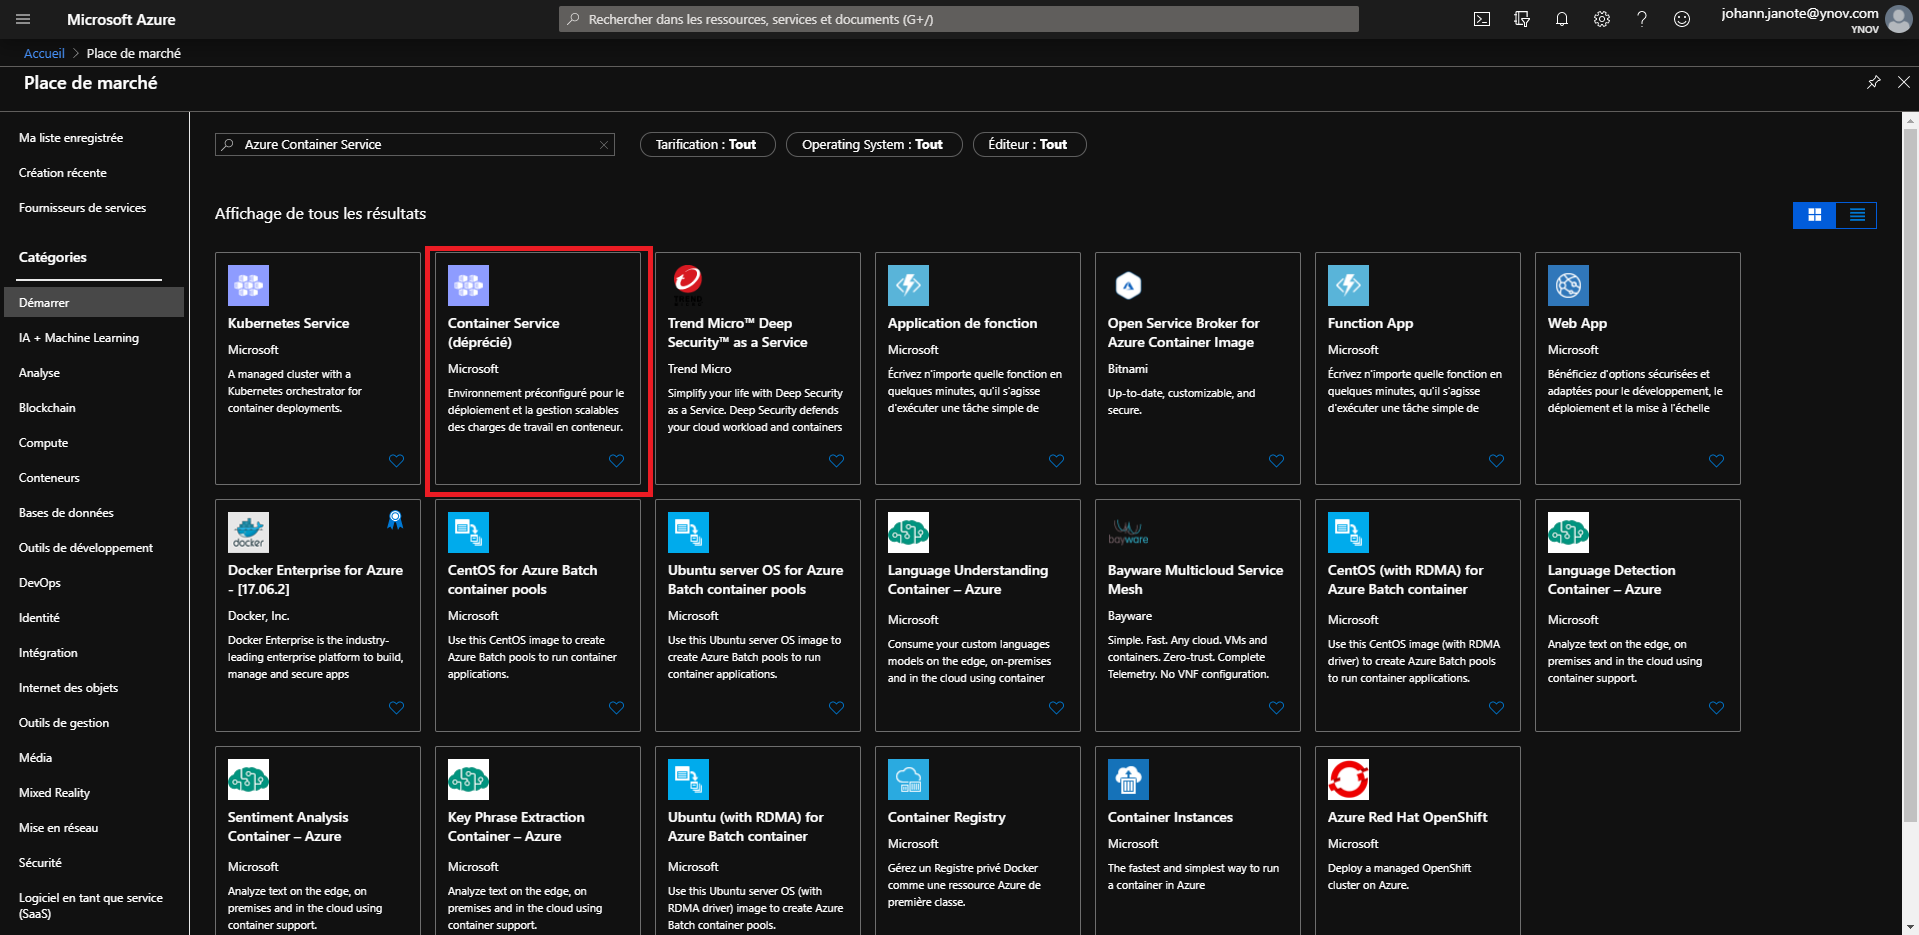 Microsoft Azure
Rechercher dans les ressources, services et documents (G+/)
johann.janote@ynov.com
YNOV
Accueil > Place de marché
Place de marché
Ma liste enregistrée
Création récente
Fournisseurs de services
Catégories
Démarrer
IA + Machine Learning
Analyse
Blockchain
Compute
Conteneurs
Bases de données
Outils de développement
DevOps
Identité
Intégration
Internet des objets
Outils de gestion
Média
Mixed Reality
Mise en réseau
Sécurité
Logiciel en tant que service
(SaaS)
Azure Container Service
Tarification : Tout
Operating System : Tout
Éditeur : Tout
Affichage de tous les résultats
Kubernetes Service
Microsoft
A managed cluster with a
Kubernetes orchestrator for
container deployments.
Container Service
(déprécié)
Microsoft
Environnement préconfiguré pour le
déploiement et la gestion scalables
des charges de travail en conteneur.
TREND
Trend Micro™ Deep
Security™ as a Service
Trend Micro
Simplify your life with Deep Security
as a Service. Deep Security defends
your cloud workload and containers
Application de fonction
Microsoft
Écrivez n'importe quelle fonction en
quelques minutes, qu'il s'agisse
d'exécuter une tâche simple de
Open Service Broker for
Azure Container Image
Bitnami
Up-to-date, customizable, and
secure.
Function App
Microsoft
Écrivez n'importe quelle fonction en
quelques minutes, qu'il s'agisse
d'exécuter une tâche simple de
Web App
Microsoft
Bénéficiez d'options sécurisées et
adaptées pour le développement, le
déploiement et la mise à l'échelle
docker
Docker Enterprise for Azure
- [17.06.2]
Docker, Inc.
Docker Enterprise is the industry-
leading enterprise platform to build,
manage and secure apps
CentOS for Azure Batch
container pools
Microsoft
Use this CentOS image to create
Azure Batch pools to run container
applications.
Ubuntu server OS for Azure
Batch container pools
Microsoft
Use this Ubuntu server OS image to
create Azure Batch pools to run
container applications.
Language Understanding
Container – Azure
Microsoft
Consume your custom languages
models on the edge, on-premises
and in the cloud using container
bayware
Bayware Multicloud Service
Mesh
Bayware
Simple. Fast. Any cloud. VMs and
containers. Zero-trust. Complete
Telemetry. No VNF configuration.
CentOS (with RDMA) for
Azure Batch container
Microsoft
Use this CentOS image (with RDMA
driver) to create Azure Batch pools
to run container applications.
Language Detection
Container – Azure
Microsoft
Analyze text on the edge, on
premises and in the cloud using
container support.
Sentiment Analysis
Container – Azure
Microsoft
Analyze text on the edge, on
premises and in the cloud using
container support.
Key Phrase Extraction
Container – Azure
Microsoft
Analyze text on the edge, on
premises and in the cloud using
container support.
Ubuntu (with RDMA) for
Azure Batch container
Microsoft
Use this Ubuntu server OS (with
RDMA driver) image to create Azure
Batch container pools.
Container Registry
Microsoft
Gérez un Registre privé Docker
comme une ressource Azure de
première classe.
Container Instances
Microsoft
The fastest and simplest way to run
a container in Azure
Azure Red Hat OpenShift
Microsoft
Deploy a managed OpenShift
cluster on Azure.